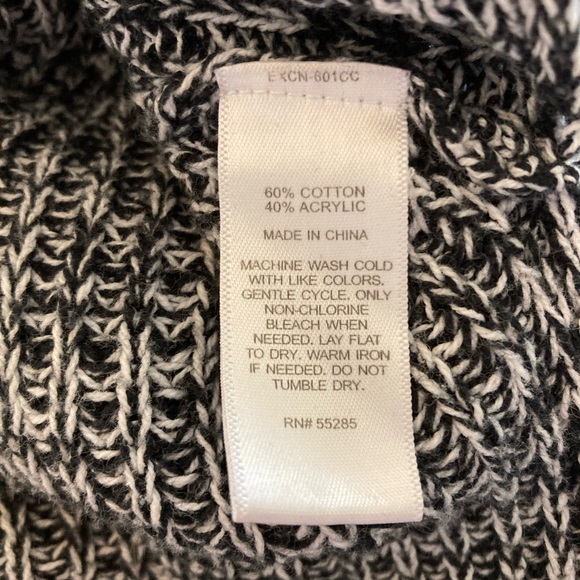 EXCN-601CC
60% COTTON
40% ACRYLIC
MADE IN CHINA
MACHINE WASH COLD
WITH LIKE COLORS.
GENTLE CYCLE. ONLY
NON-CHLORINE
BLEACH WHEN
NEEDED. LAY FLAT
TO DRY. WARM IRON
IF NEEDED. DO NOT
TUMBLE DRY.
RN# 55285